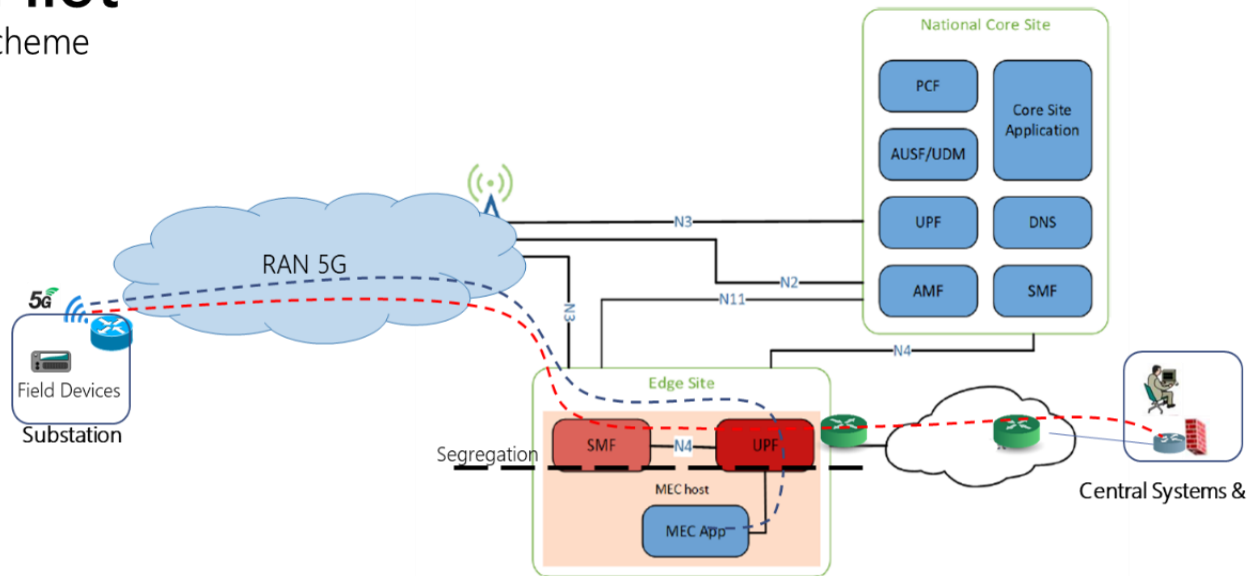 cheme
National Core Site
PCF
Core Site
Application
AUSF/UDM
N3
UPF
DNS
RAN 5G
N2
AMF
SMF
N11
5G
N3
N4
Field Devices
Substation
Edge Site
SMF
N4
UPF
Segregation
MEC host
MEC App
Central Systems &